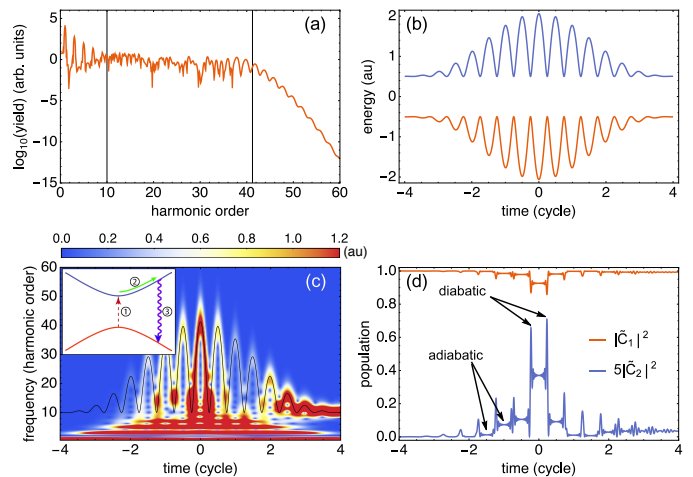 (a)
log₁₀(yield) (arb. units)
5
0
−5
−10
−15
0 10 20 30 40 50 60
harmonic order
(b)
energy (au)
2
1
0
−1
−2
−4 −2 0 2 4
time (cycle)
0.0 0.2 0.4 0.6 0.8 1.0 1.2
(au)
(c)
frequency (harmonic order)
60
50
40
30
20
10
−4 −2 0 2 4
time (cycle)
①
②
③
(d)
population
1.0
0.8
0.6
0.4
0.2
0.0
−4 −2 0 2 4
time (cycle)
diabatic
adiabatic
|C̃₁|²
5|C̃₂|²